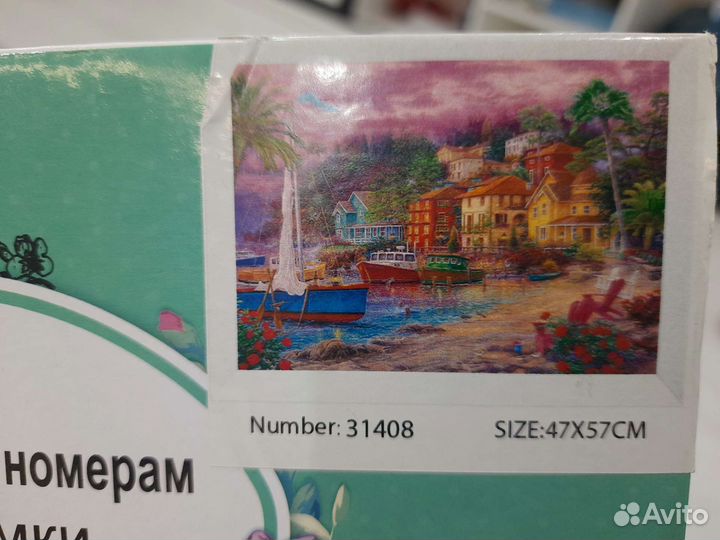 Number: 31408
SIZE:47X57CM
номерам
Avito